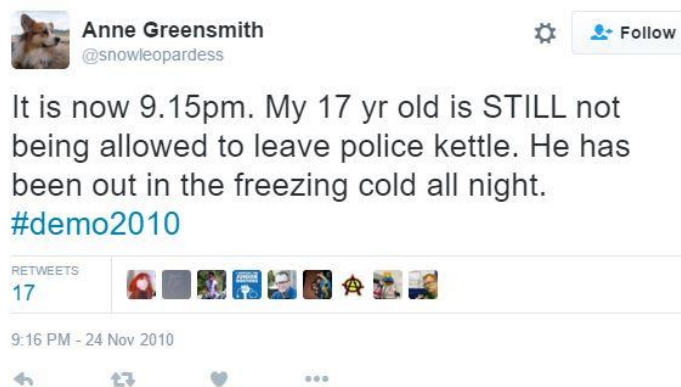 Anne Greensmith
@snowleopardess
Follow
It is now 9.15pm. My 17 yr old is STILL not
being allowed to leave police kettle. He has
been out in the freezing cold all night.
#demo2010
RETWEETS
17
9:16 PM - 24 Nov 2010